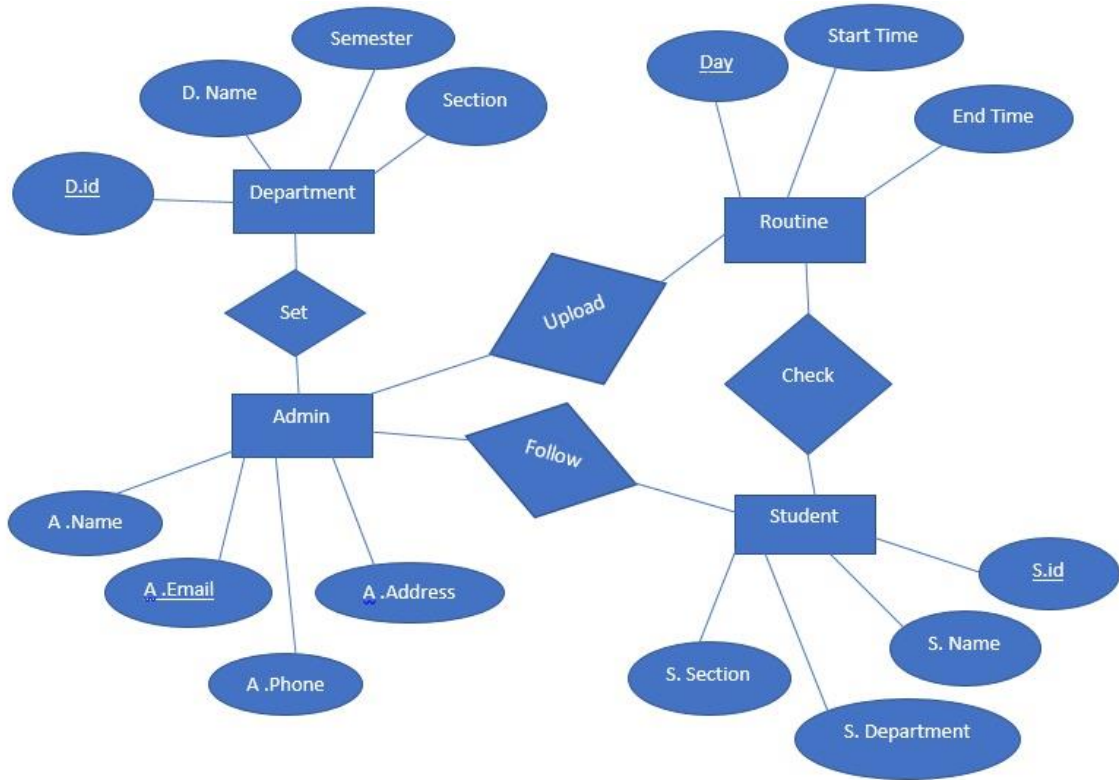 Semester
Start Time
Day
D. Name
Section
End Time
D.id
Department
Routine
Set
Upload
Check
Admin
Follow
Student
A .Name
S.id
A .Email
A .Address
S. Name
S. Section
A .Phone
S. Department